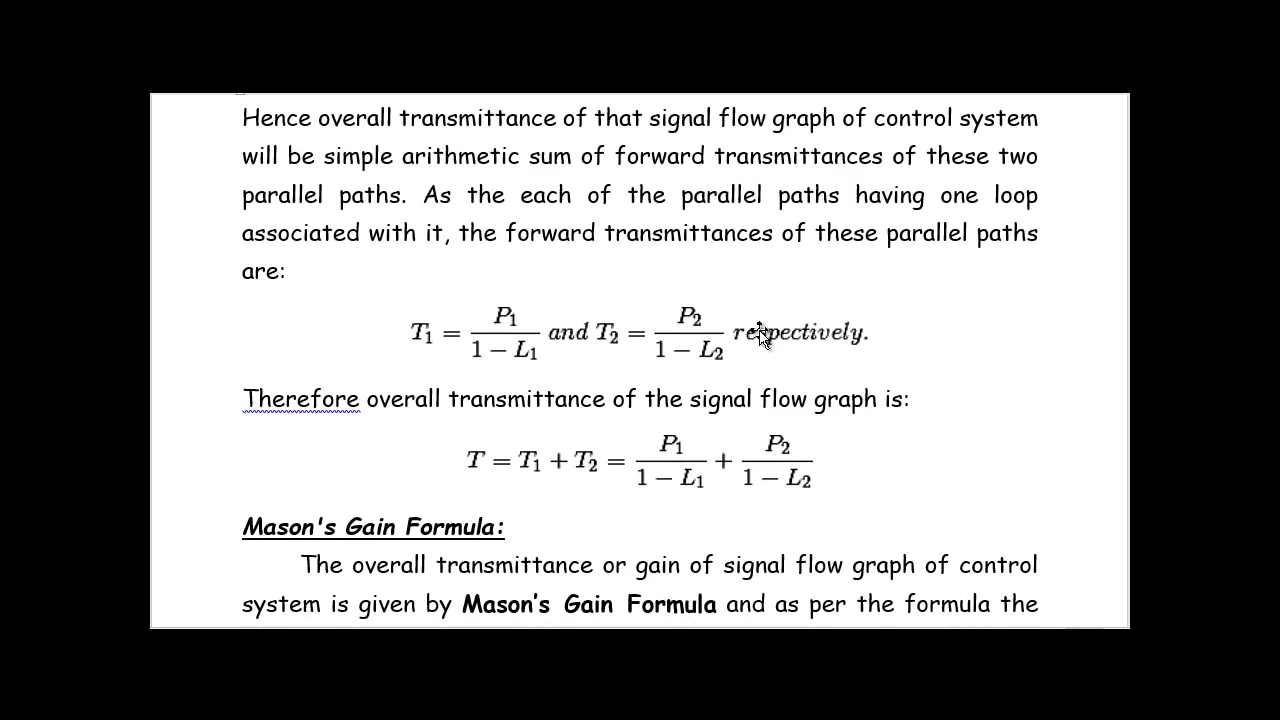 Hence overall transmittance of that signal flow graph of control system
will be simple arithmetic sum of forward transmittances of these two
parallel paths. As the each of the parallel paths having one loop
associated with it, the forward transmittances of these parallel paths
are:
T₁ = P₁ / (1 − L₁) and T₂ = P₂ / (1 − L₂) respectively.
Therefore overall transmittance of the signal flow graph is:
T = T₁ + T₂ = P₁ / (1 − L₁) + P₂ / (1 − L₂)
Mason's Gain Formula:
The overall transmittance or gain of signal flow graph of control
system is given by Mason’s Gain Formula and as per the formula the